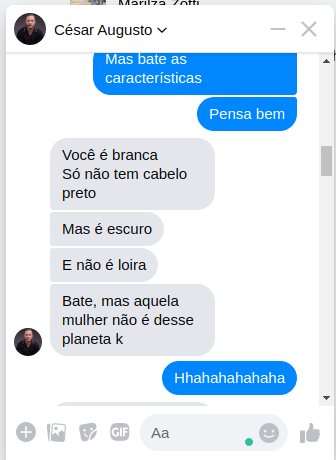 Marilza Zotti
César Augusto
Mas bate as
características
Pensa bem
Você é branca
Só não tem cabelo
preto
Mas é escuro
E não é loira
Bate, mas aquela
mulher não é desse
planeta k
Hhahahahahaha
GIF
Aa